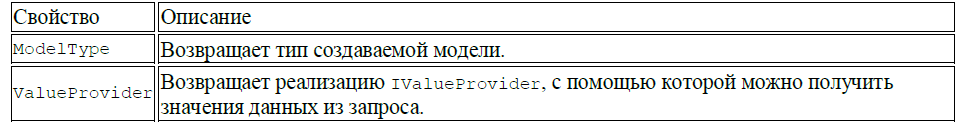 Свойство Описание
ModelType Возвращает тип создаваемой модели.
Возвращает реализацию IValueProvider, с помощью которой можно получить
ValueProvider
значения данных из запроса.